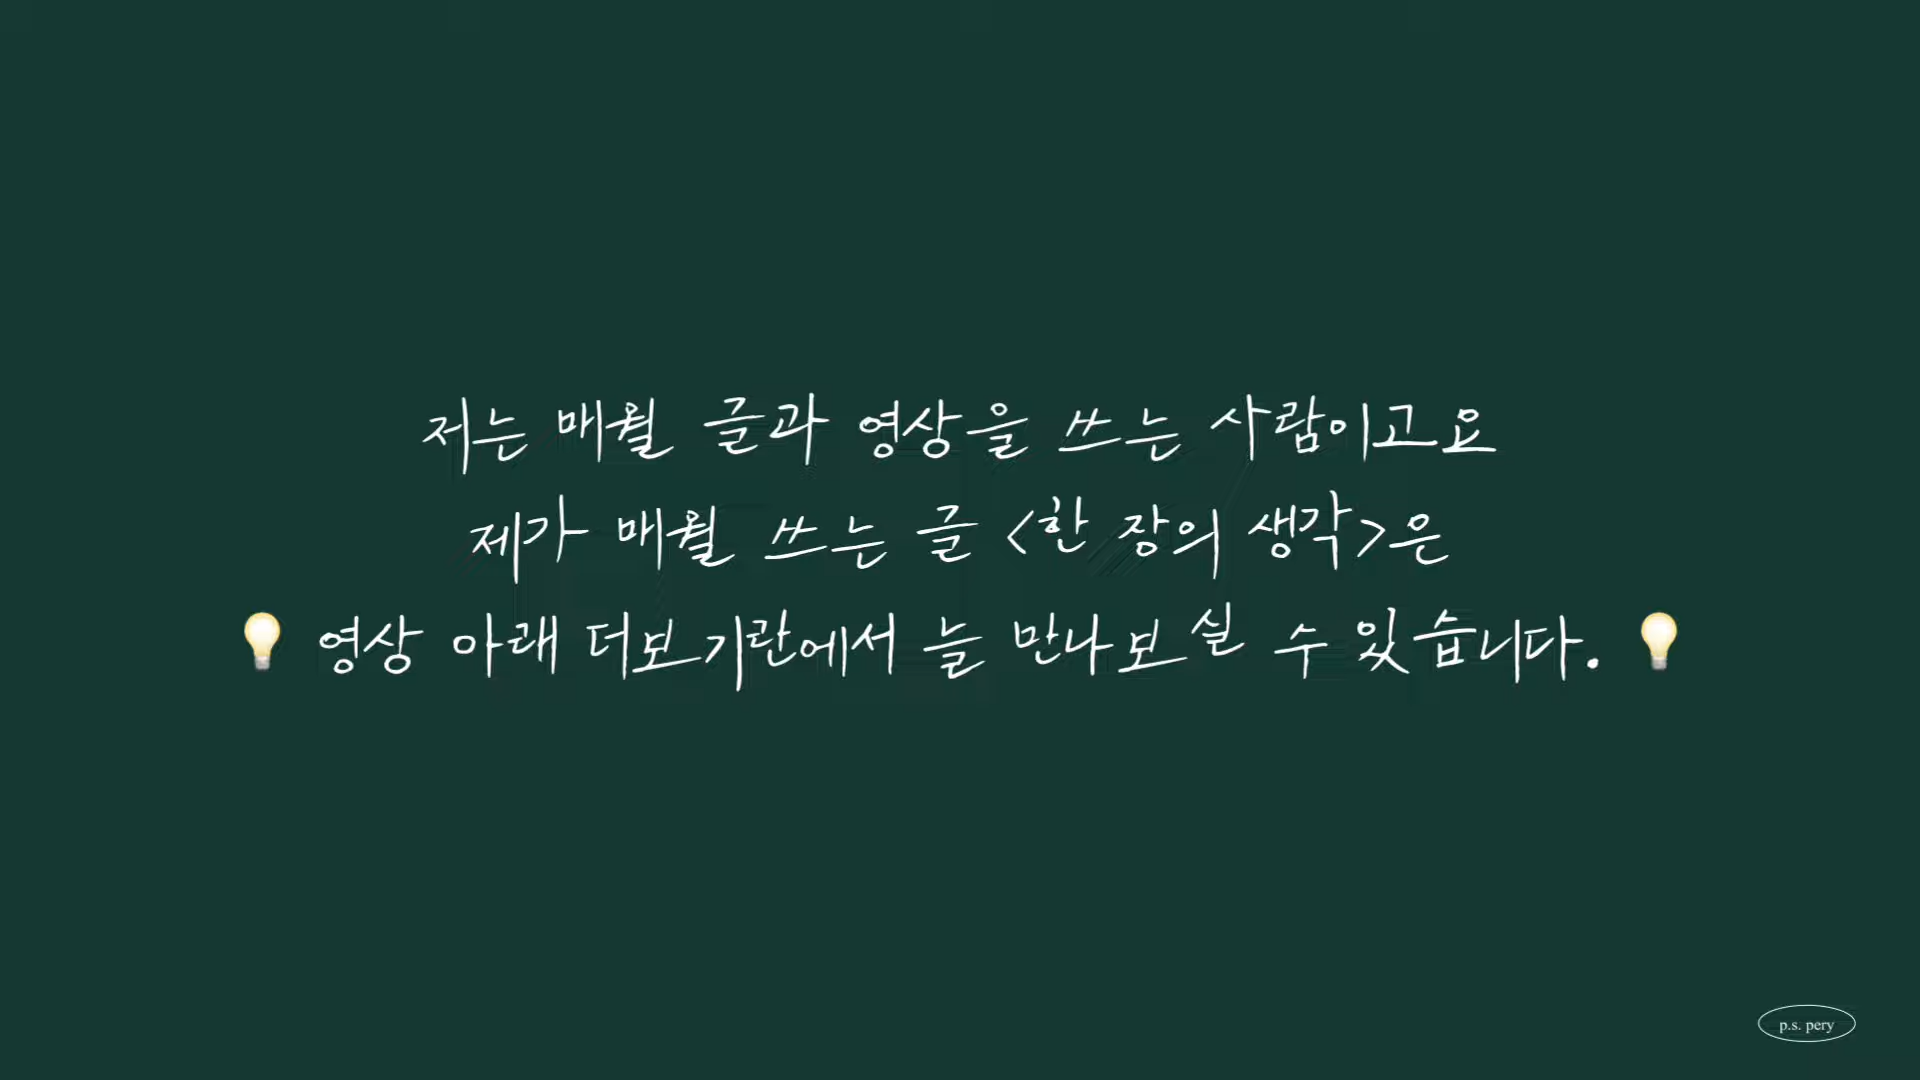 저는 매월 글과 영상을 쓰는 사람이고요
제가 매월 쓰는 글 <한 장의 생각>은
💡 영상 아래 더보기란에서 늘 만나보실 수 있습니다. 💡
p.s. pery